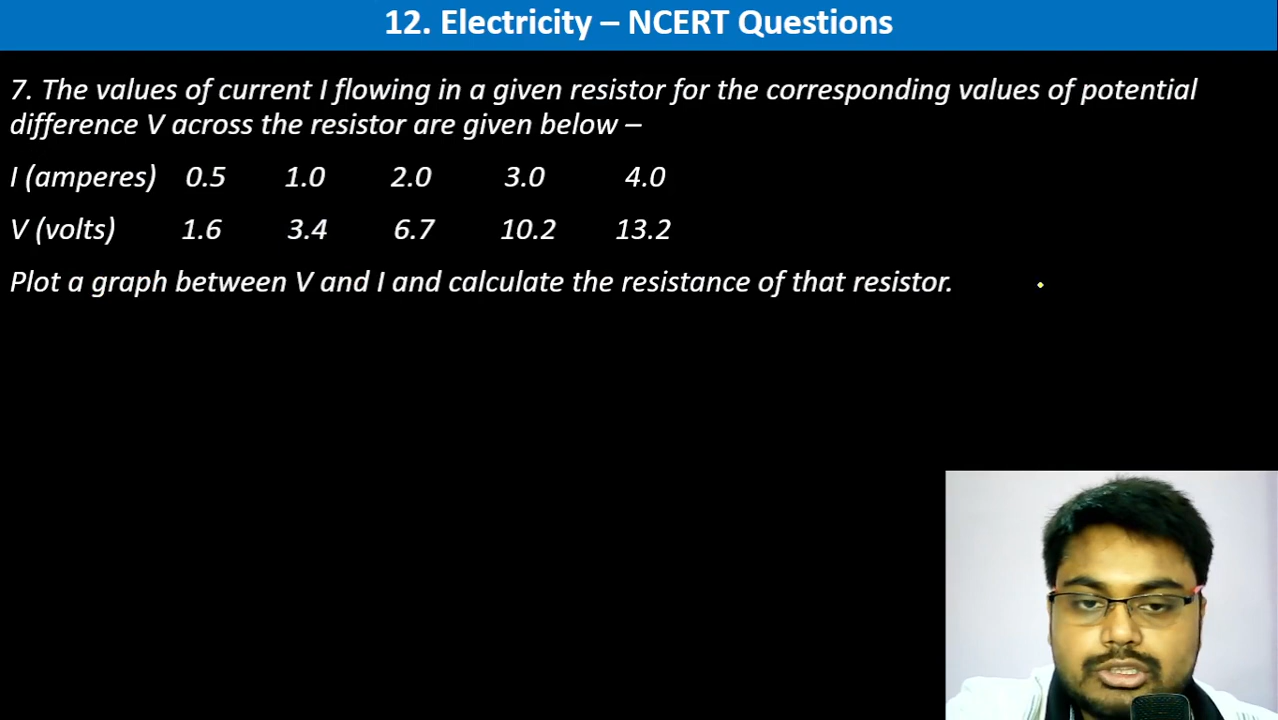 12. Electricity – NCERT Questions
7. The values of current I flowing in a given resistor for the corresponding values of potential
difference V across the resistor are given below –
I (amperes) 0.5 1.0 2.0 3.0 4.0
V (volts) 1.6 3.4 6.7 10.2 13.2
Plot a graph between V and I and calculate the resistance of that resistor.